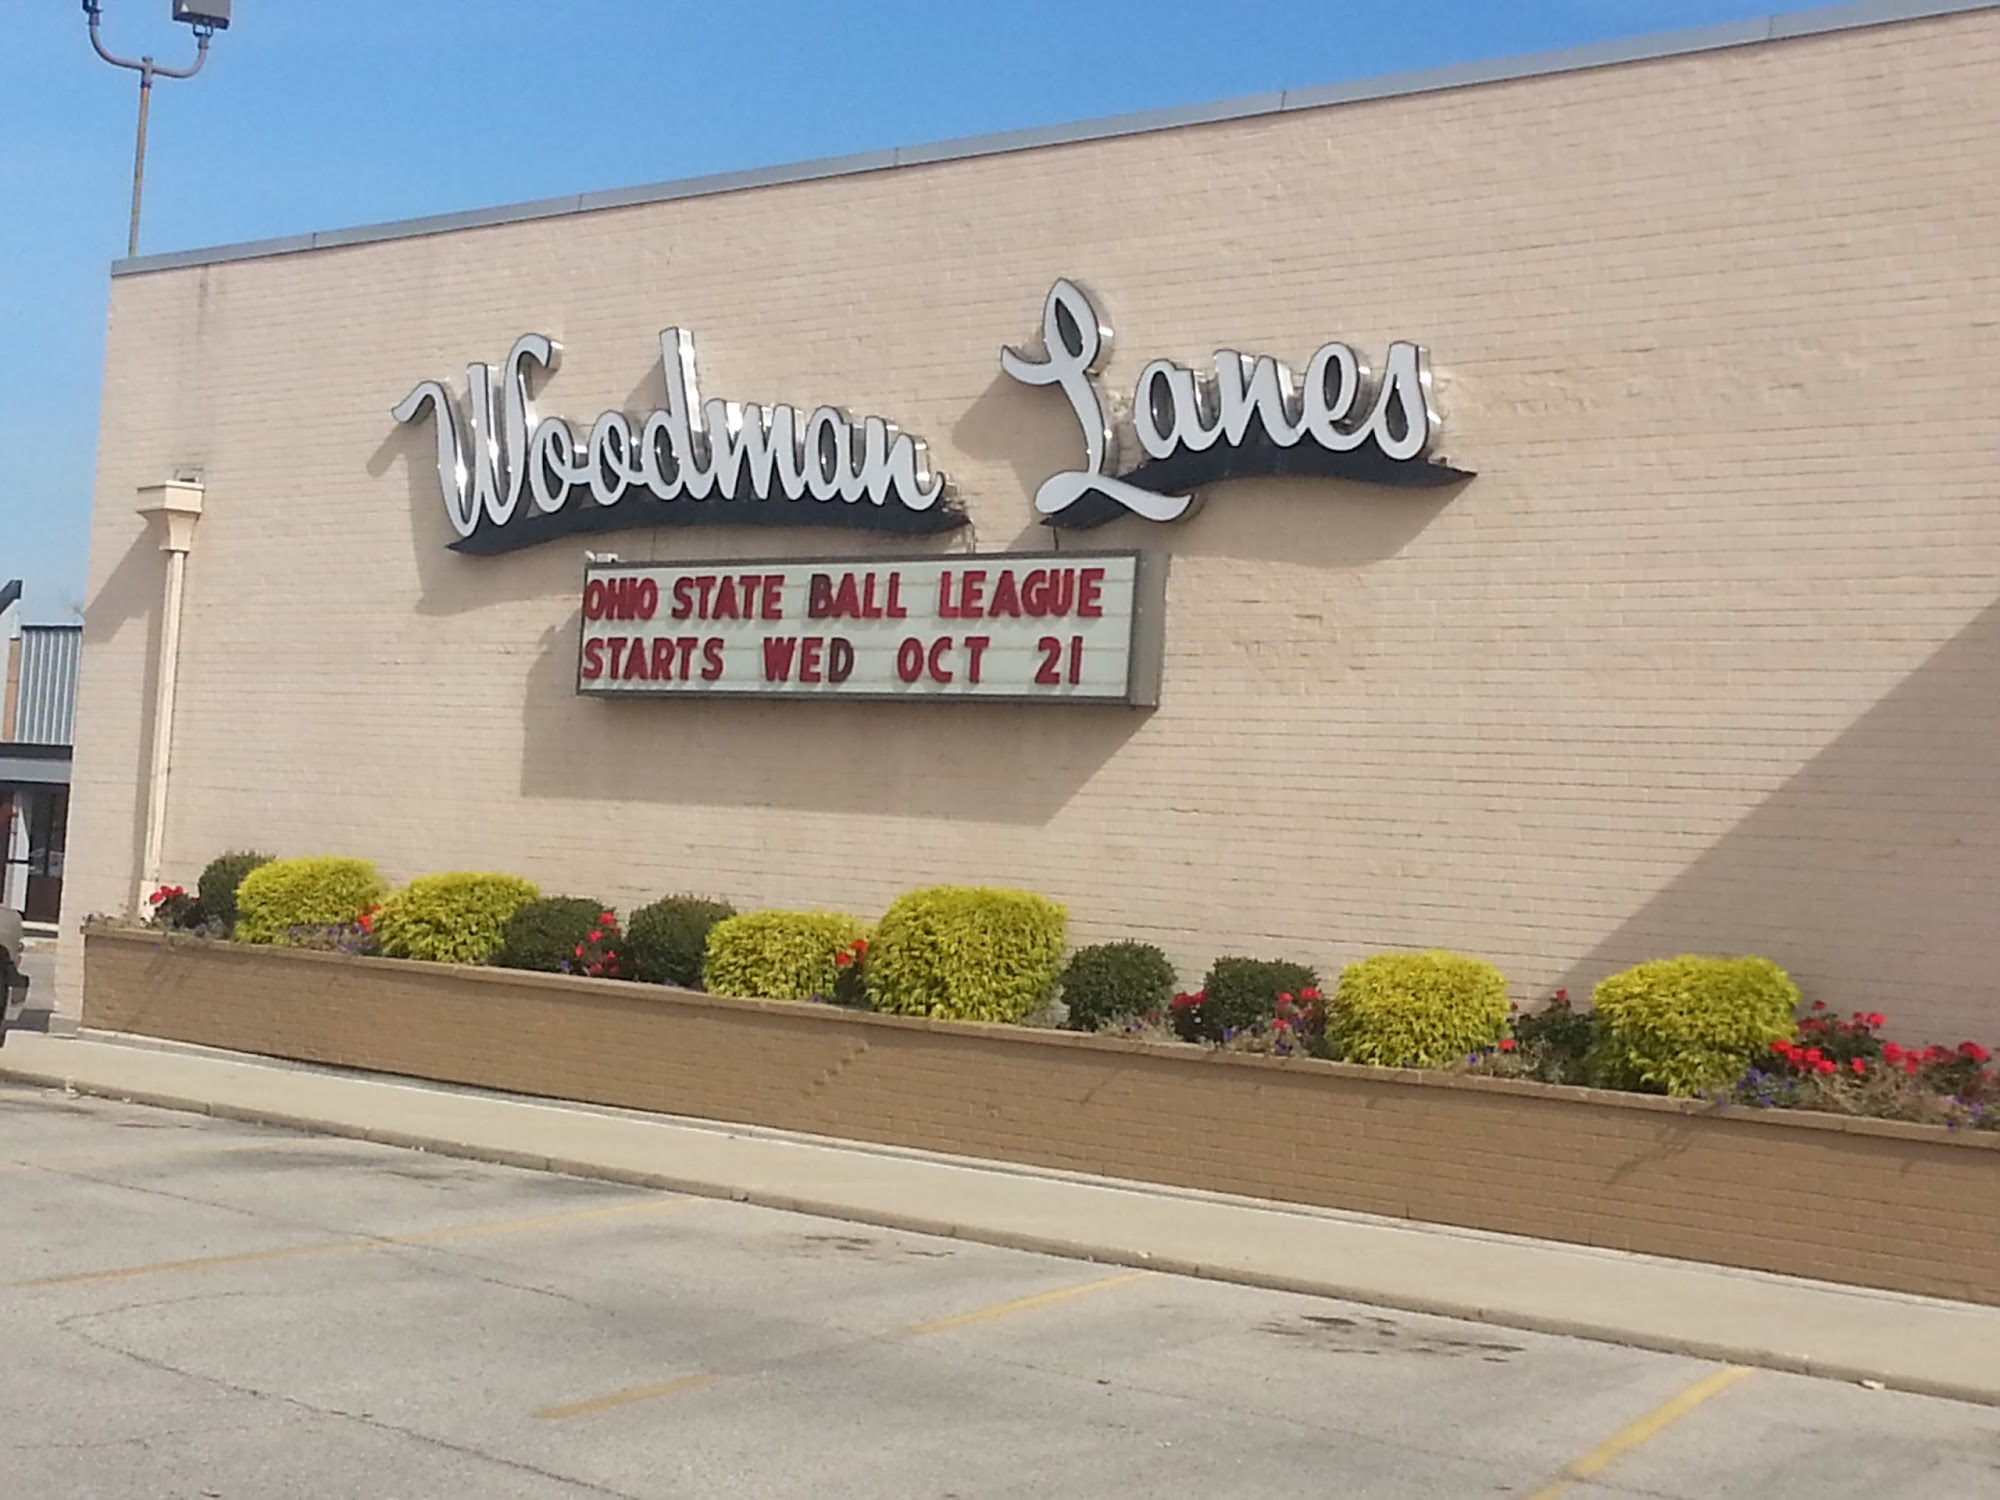 Woodman Lanes
OHIO STATE BALL LEAGUE
STARTS WED OCT 21